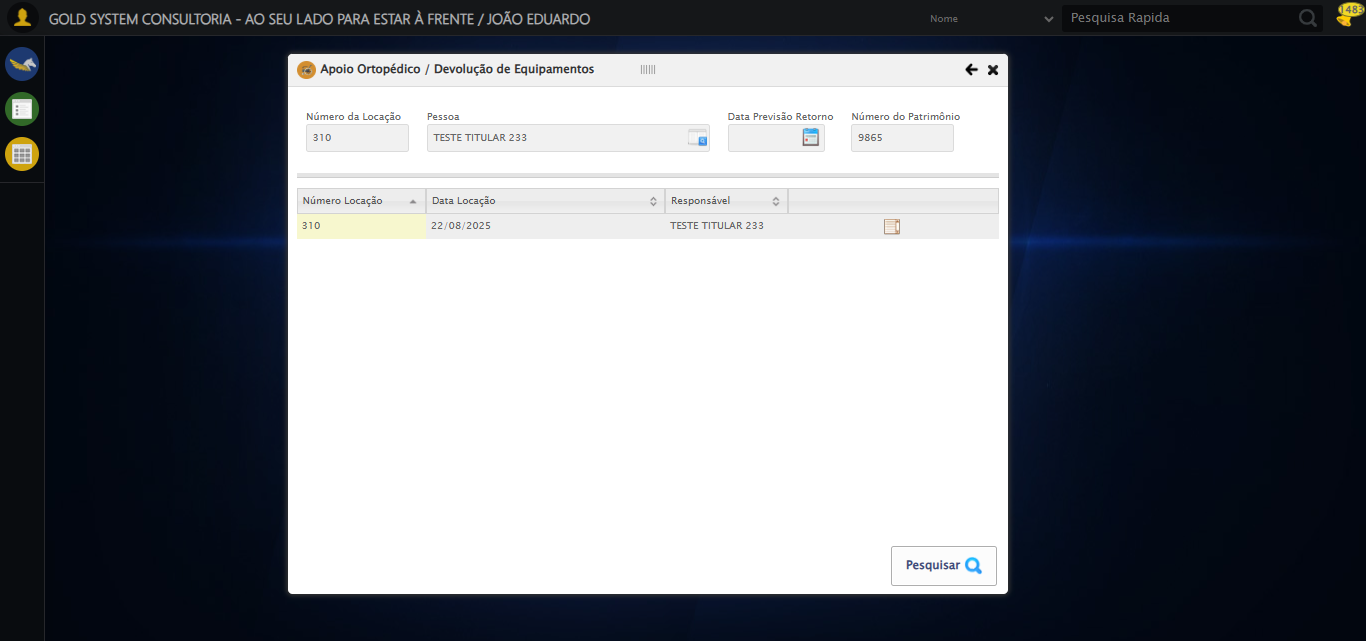 GOLD SYSTEM CONSULTORIA - AO SEU LADO PARA ESTAR À FRENTE / JOÃO EDUARDO
Nome
Pesquisa Rapida
1483
Apoio Ortopédico / Devolução de Equipamentos
Número da Locação Pessoa Data Previsão Retorno Número do Patrimônio
310 TESTE TITULAR 233 9865
Número Locação Data Locação Responsável
310 22/08/2025 TESTE TITULAR 233
Pesquisar